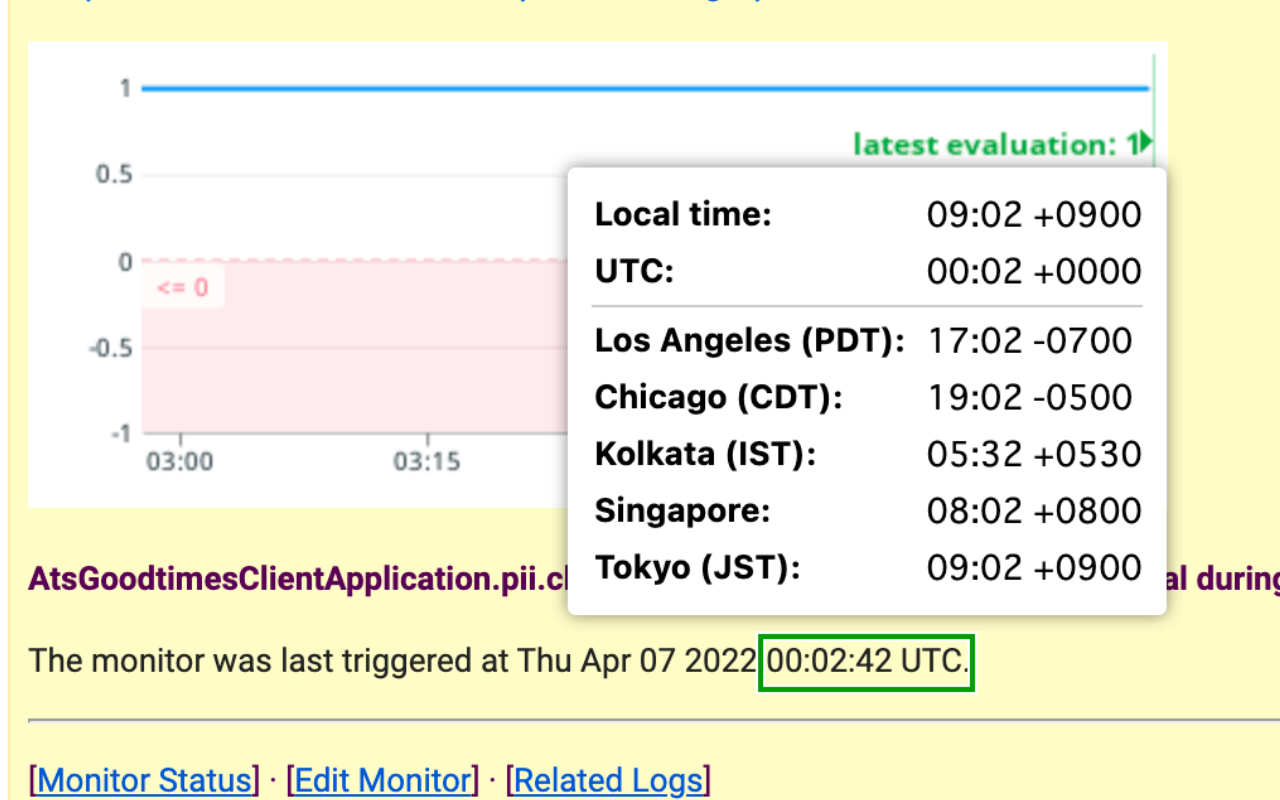 1
latest evaluation: 1
0.5
0
<= 0
-0.5
-1
03:00 03:15
Local time: 09:02 +0900
UTC: 00:02 +0000
Los Angeles (PDT): 17:02 -0700
Chicago (CDT): 19:02 -0500
Kolkata (IST): 05:32 +0530
Singapore: 08:02 +0800
Tokyo (JST): 09:02 +0900
AtsGoodtimesClientApplication.pii.cl al during
The monitor was last triggered at Thu Apr 07 2022 00:02:42 UTC.
[Monitor Status] · [Edit Monitor] · [Related Logs]